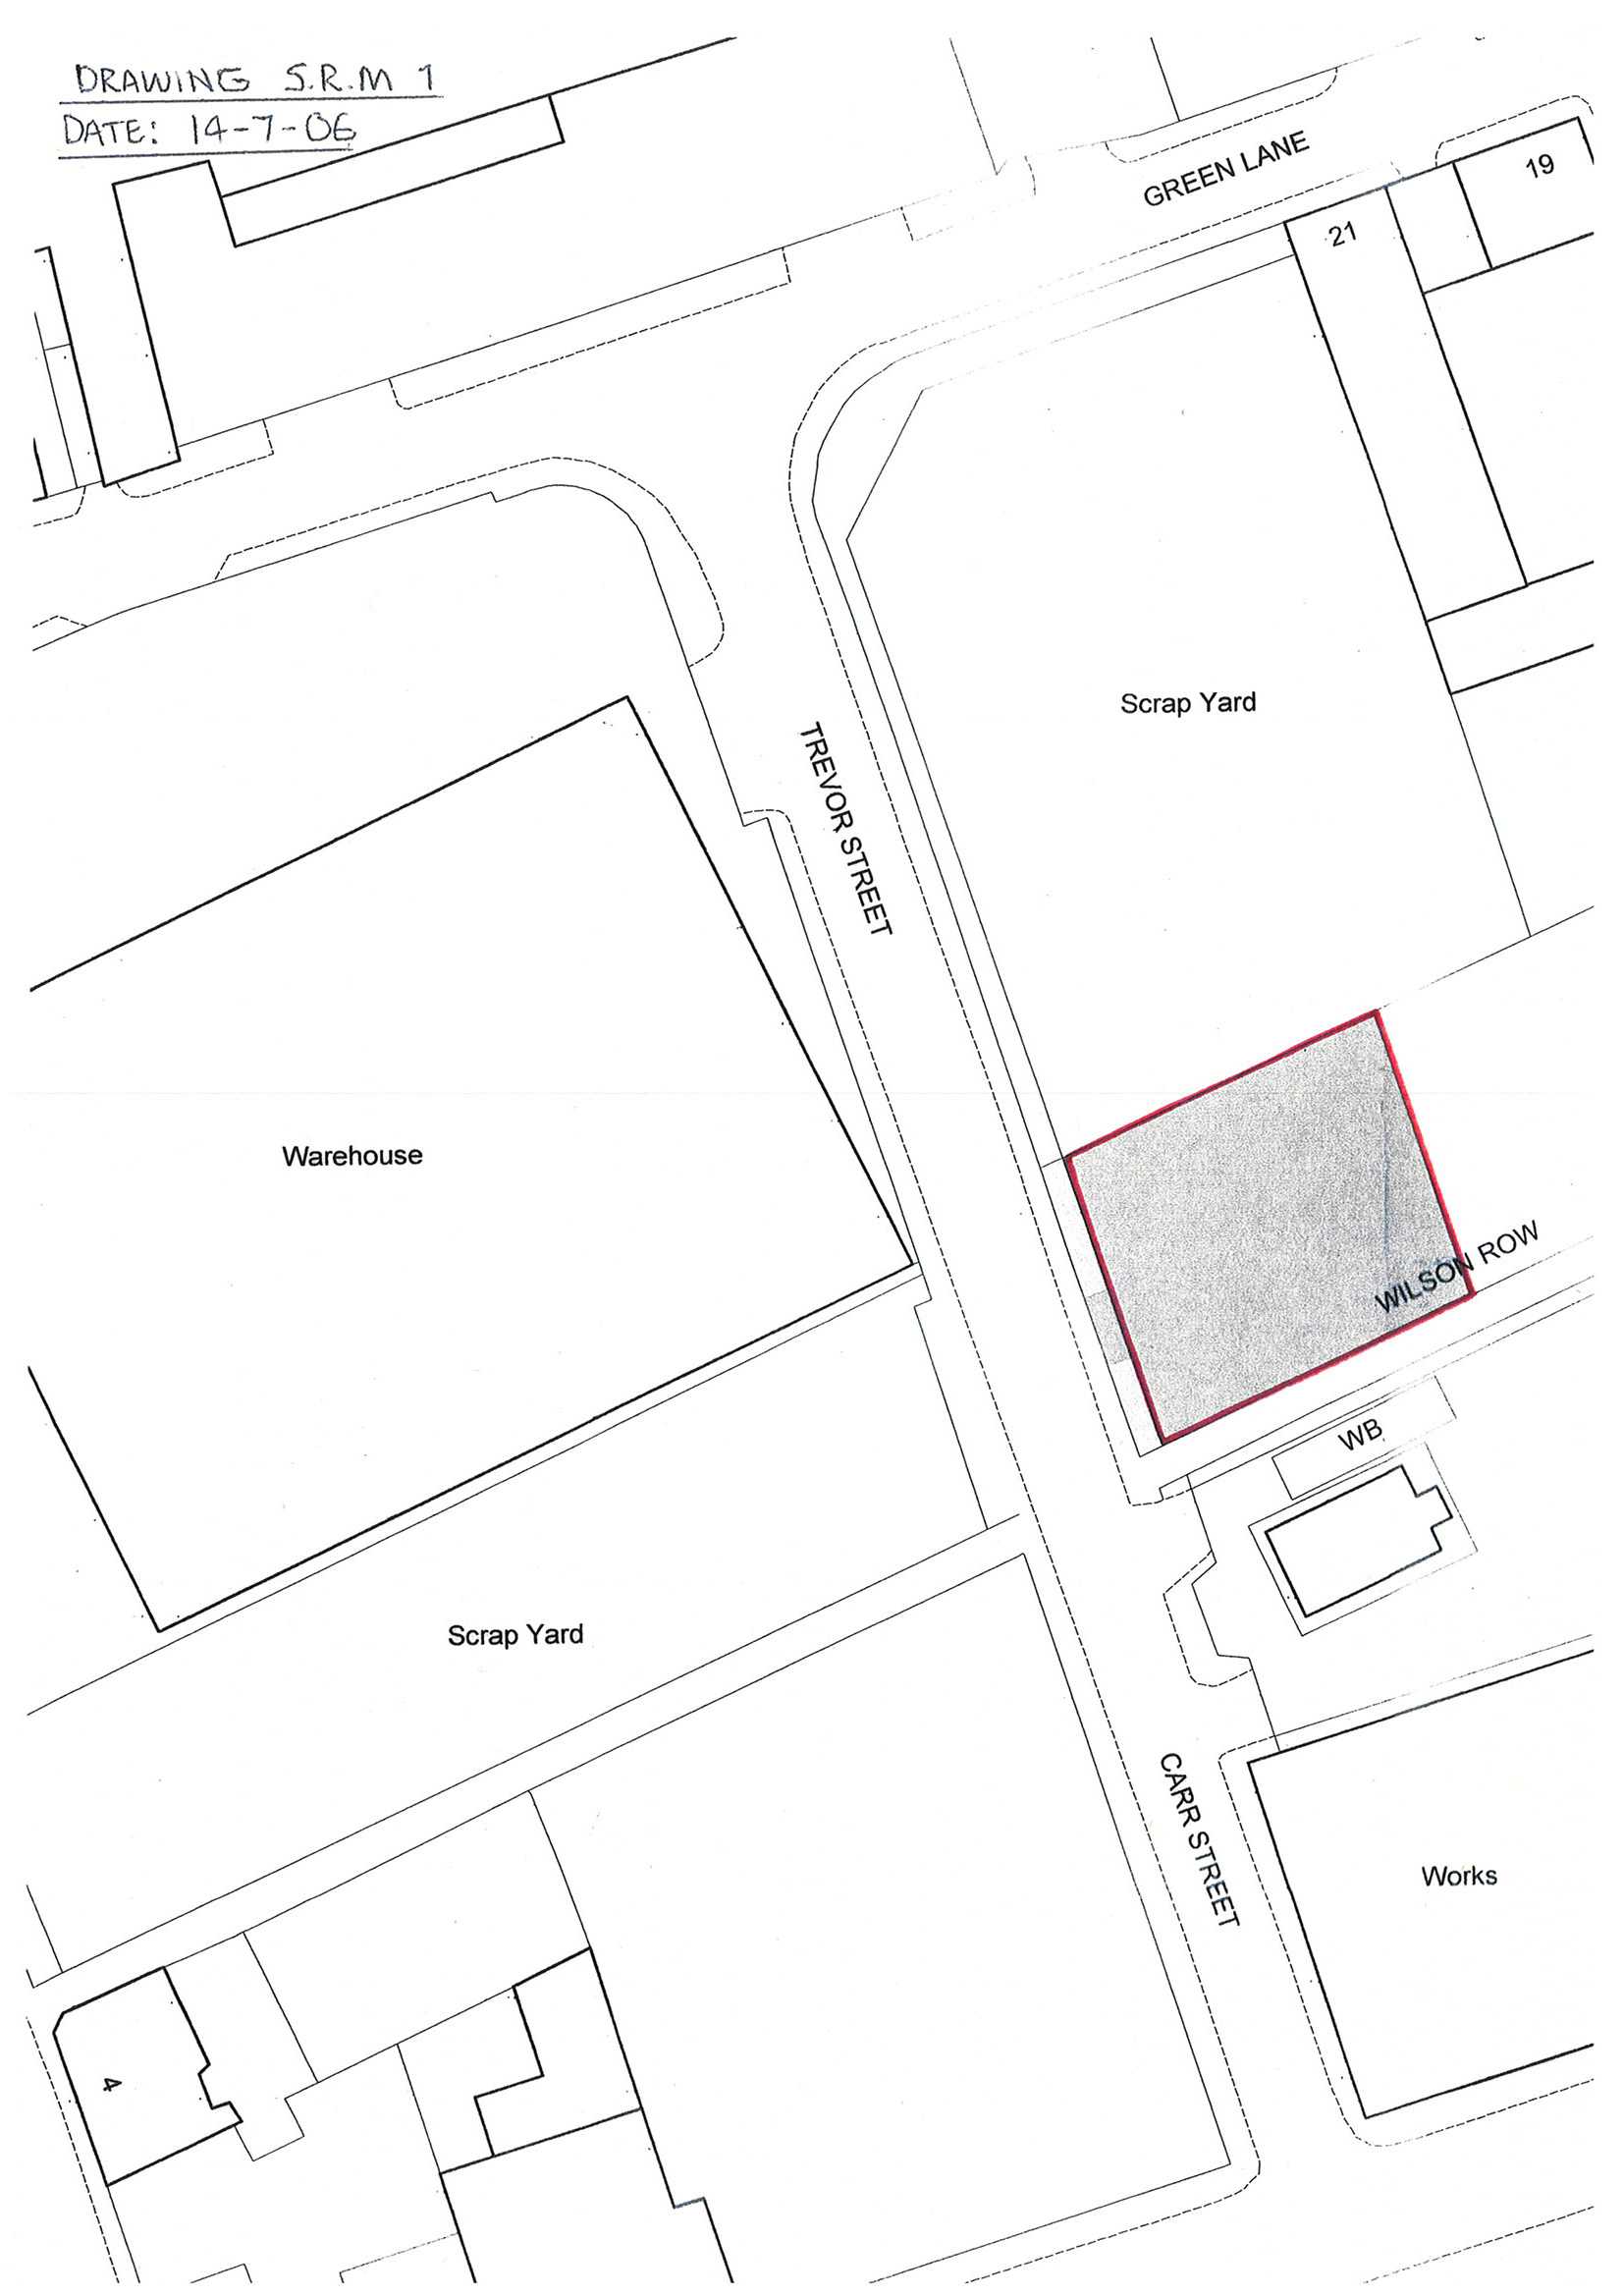 DRAWING S.R.M 1
DATE: 14-7-06
GREEN LANE
19
21
Scrap Yard
TREVOR STREET
Warehouse
WILSON ROW
WB
Scrap Yard
CARR STREET
Works
4